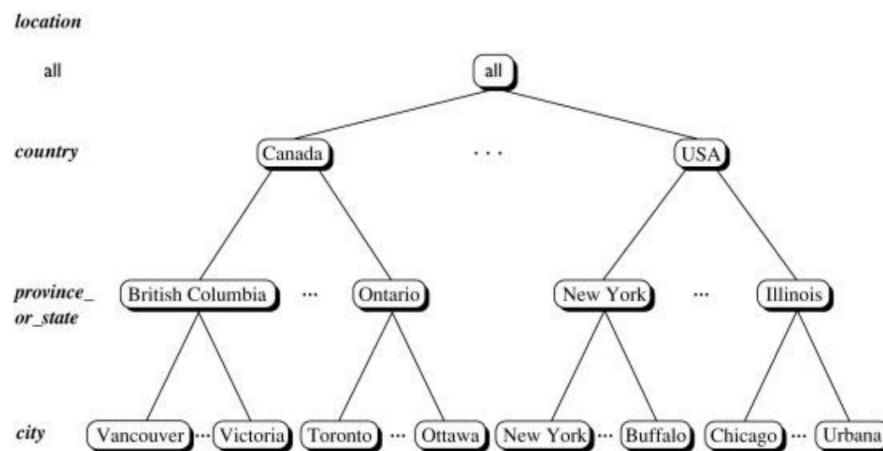 location
all all
country Canada . . . USA
province_ British Columbia ... Ontario New York ... Illinois
or_state
city Vancouver ... Victoria Toronto ... Ottawa New York ... Buffalo Chicago ... Urbana